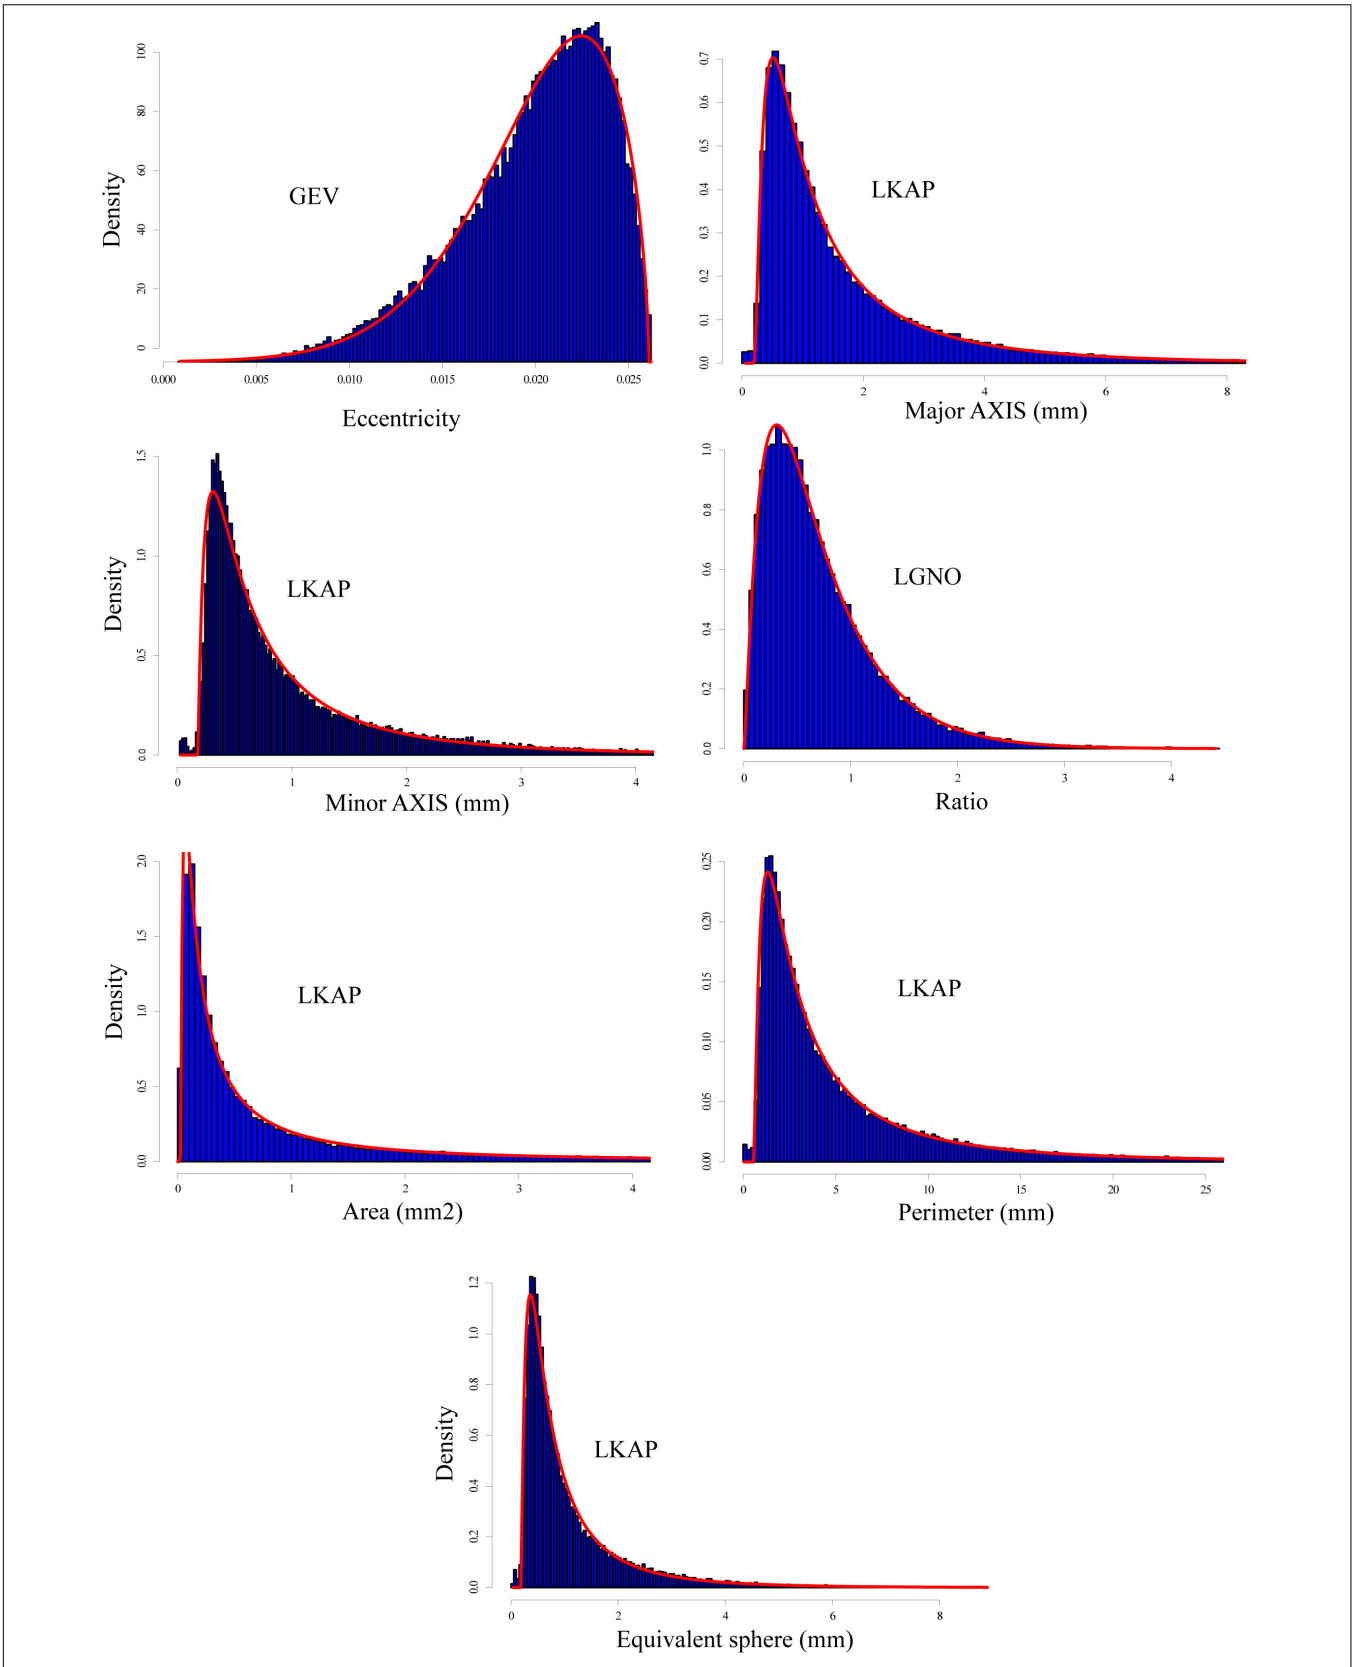 100
80
60
40
20
0
Density
GEV
0.000 0.005 0.010 0.015 0.020 0.025
Eccentricity
0.7
0.6
0.5
0.4
0.3
0.2
0.1
0.0
LKAP
0 2 4 6 8
Major AXIS (mm)
1.5
1.0
0.5
0.0
Density
LKAP
0 1 2 3 4
Minor AXIS (mm)
1.0
0.8
0.6
0.4
0.2
0.0
LGNO
0 1 2 3 4
Ratio
2.0
1.5
1.0
0.5
0.0
Density
LKAP
0 1 2 3 4
Area (mm2)
0.25
0.20
0.15
0.10
0.05
0.00
LKAP
0 5 10 15 20 25
Perimeter (mm)
1.2
1.0
0.8
0.6
0.4
0.2
0.0
Density
LKAP
0 2 4 6 8
Equivalent sphere (mm)